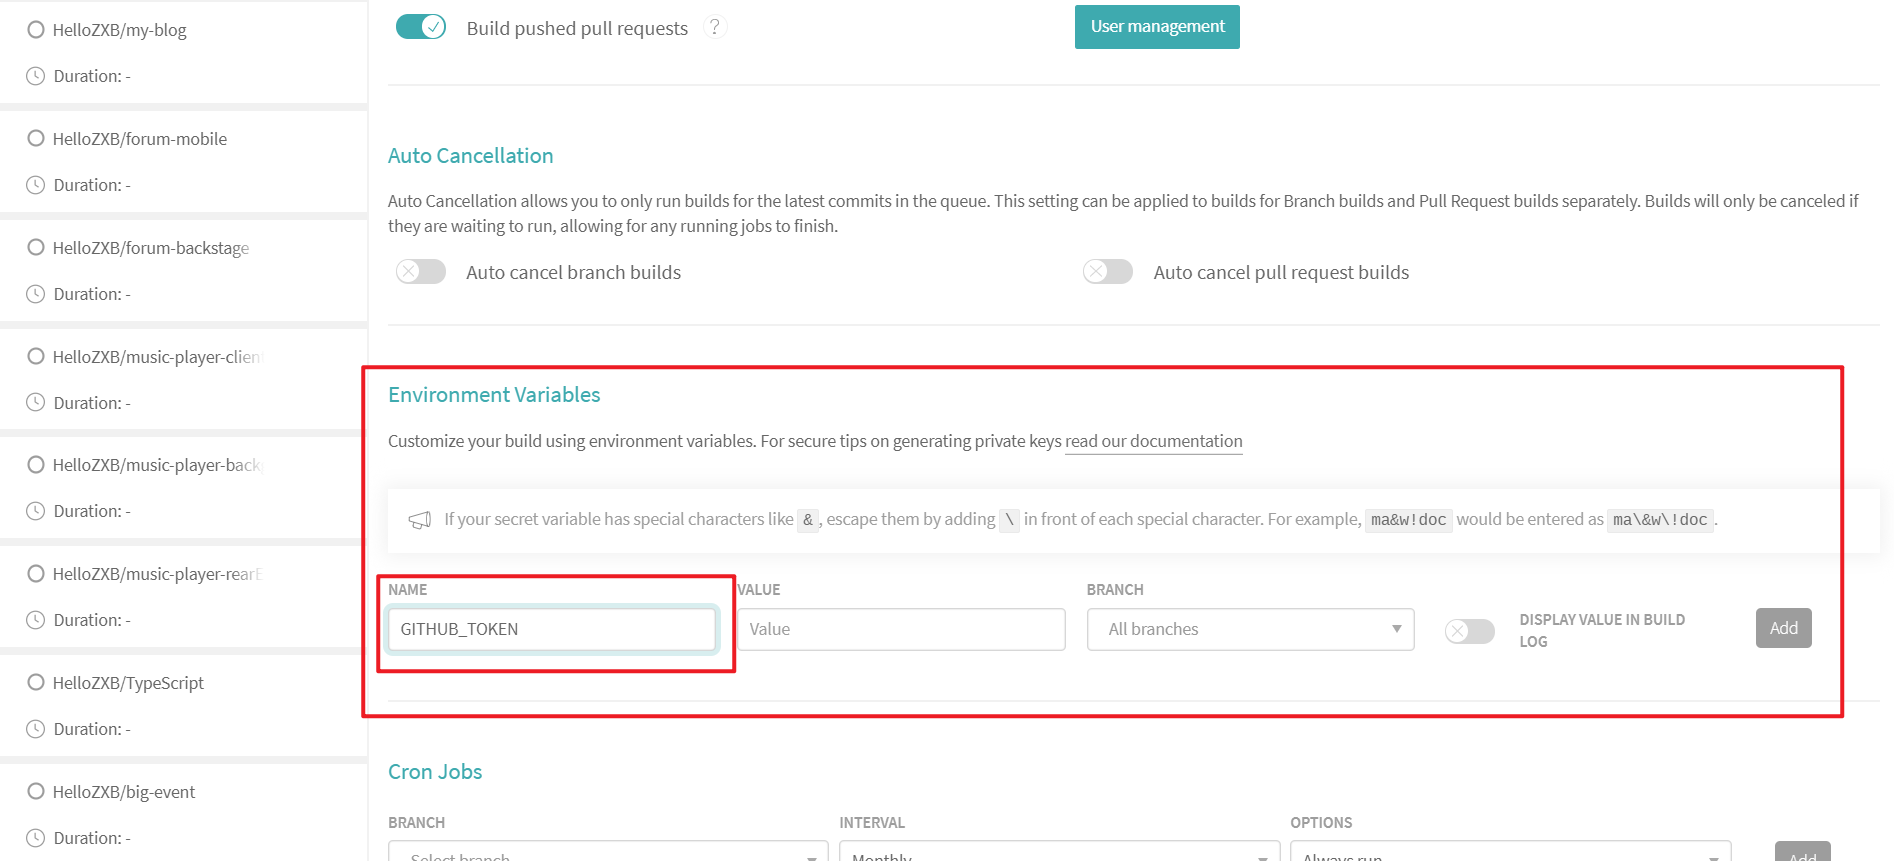 HelloZXB/my-blog
Duration: -
HelloZXB/forum-mobile
Duration: -
HelloZXB/forum-backstage
Duration: -
HelloZXB/music-player-clien
Duration: -
HelloZXB/music-player-back
Duration: -
HelloZXB/music-player-rearE
Duration: -
HelloZXB/TypeScript
Duration: -
HelloZXB/big-event
Duration: -
Build pushed pull requests ?
User management
Auto Cancellation
Auto Cancellation allows you to only run builds for the latest commits in the queue. This setting can be applied to builds for Branch builds and Pull Request builds separately. Builds will only be canceled if
they are waiting to run, allowing for any running jobs to finish.
Auto cancel branch builds
Auto cancel pull request builds
Environment Variables
Customize your build using environment variables. For secure tips on generating private keys read our documentation
If your secret variable has special characters like & , escape them by adding \ in front of each special character. For example, ma&w!doc would be entered as ma\&w\!doc .
NAME
GITHUB_TOKEN
VALUE
Value
BRANCH
All branches
DISPLAY VALUE IN BUILD
LOG
Add
Cron Jobs
BRANCH
Select branch
INTERVAL
Monthly
OPTIONS
Always run
Add